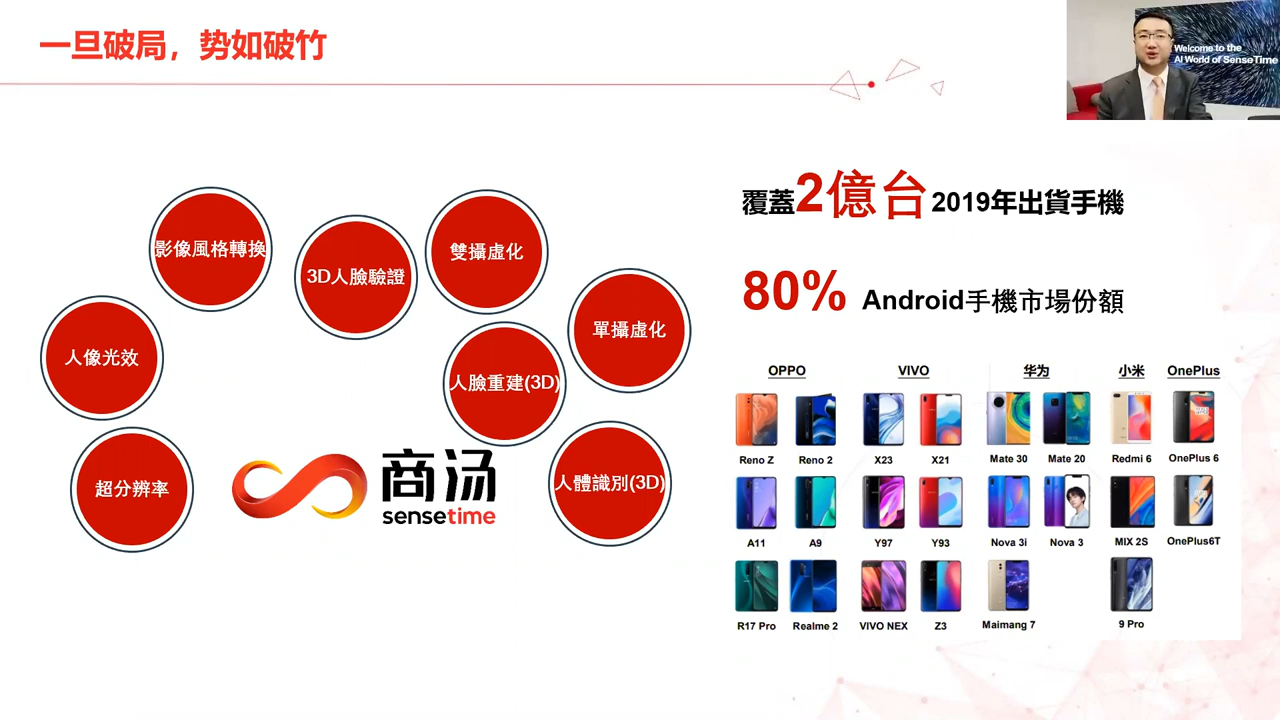 一旦破局，势如破竹
Welcome to the
AI World of SenseTime
影像風格轉換
3D人臉驗證
雙攝虛化
單攝虛化
人像光效
人臉重建(3D)
超分辨率
人體識別(3D)
商汤
sensetime
覆蓋2億台2019年出貨手機
80% Android手機市場份額
OPPO VIVO 华为 小米 OnePlus
Reno Z Reno 2 X23 X21 Mate 30 Mate 20 Redmi 6 OnePlus 6
A11 A9 Y97 Y93 Nova 3i Nova 3 MIX 2S OnePlus6T
R17 Pro Realme 2 VIVO NEX Z3 Maimang 7 9 Pro